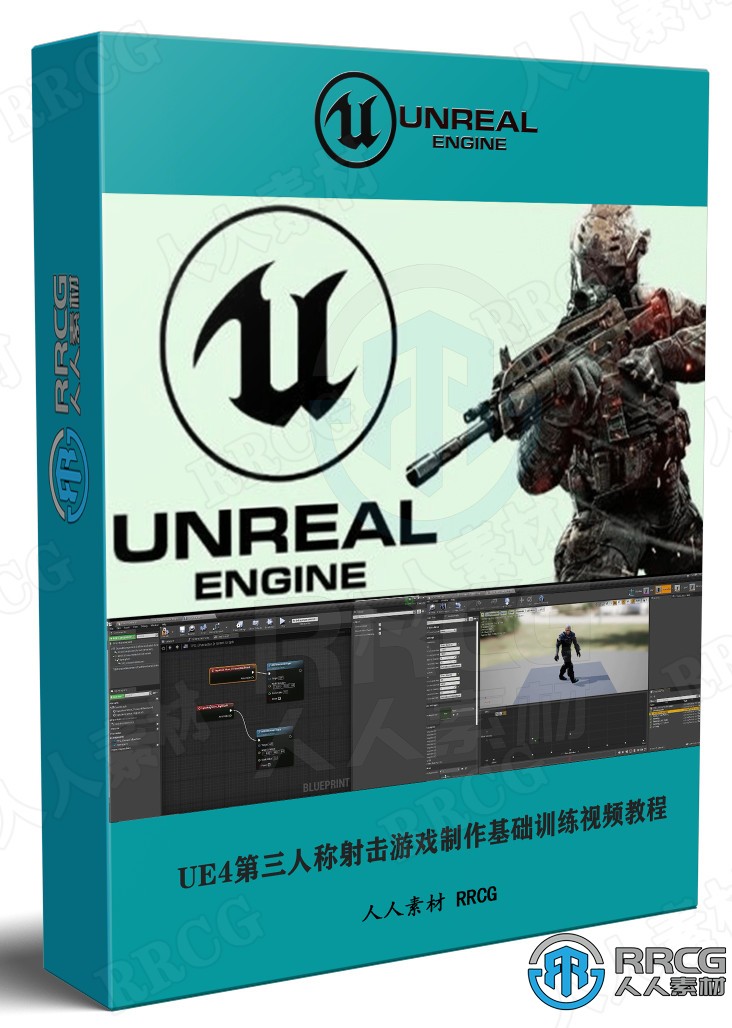 UNREAL
ENGINE
RRCG
人人素材
UNREAL
ENGINE
BLUEPRINT
UE4第三人称射击游戏制作基础训练视频教程
人人素材 RRCG
RRCG
人人素材